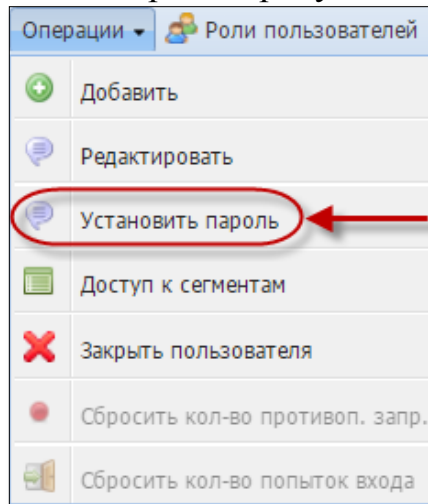 Операции Роли пользователей
Добавить
Редактировать
Установить пароль
Доступ к сегментам
Закрыть пользователя
Сбросить кол-во противоп. запр.
Сбросить кол-во попыток входа